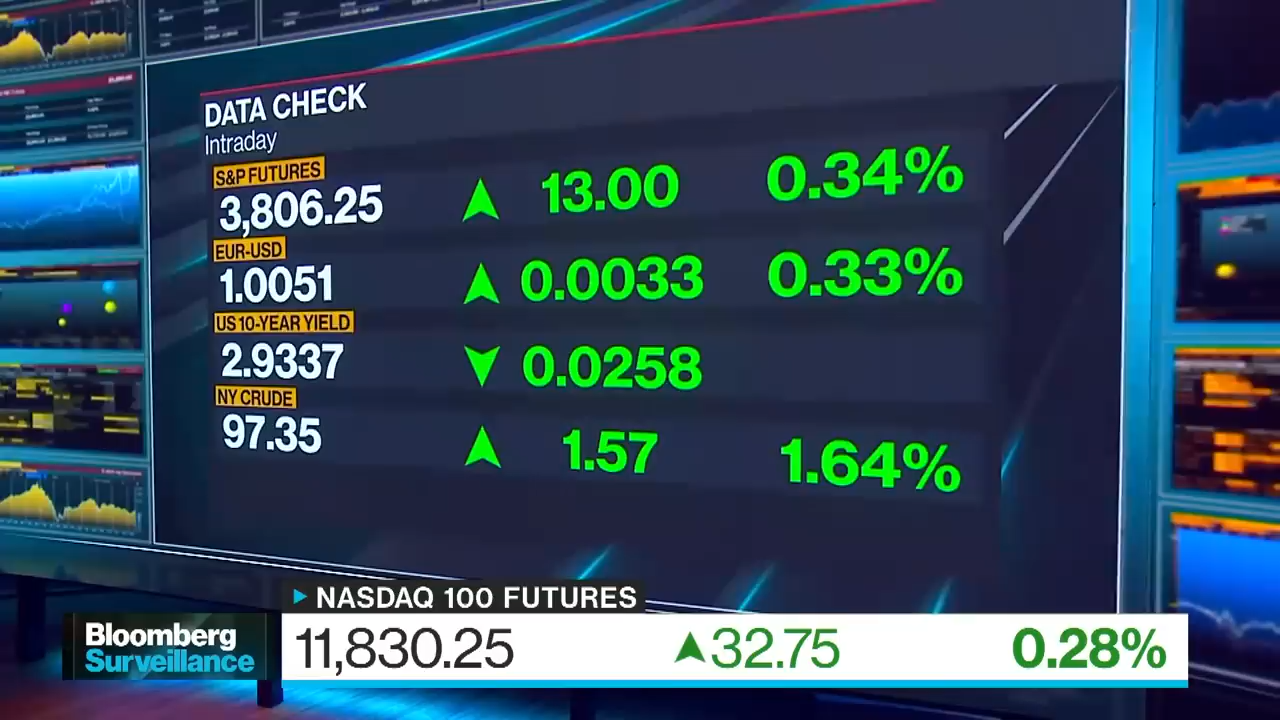 DATA CHECK
Intraday
S&P FUTURES
3,806.25 ▲ 13.00 0.34%
EUR-USD
1.0051 ▲ 0.0033 0.33%
US 10-YEAR YIELD
2.9337 ▼ 0.0258
NY CRUDE
97.35 ▲ 1.57 1.64%
NASDAQ 100 FUTURES
Bloomberg
Surveillance
11,830.25 ▲32.75 0.28%